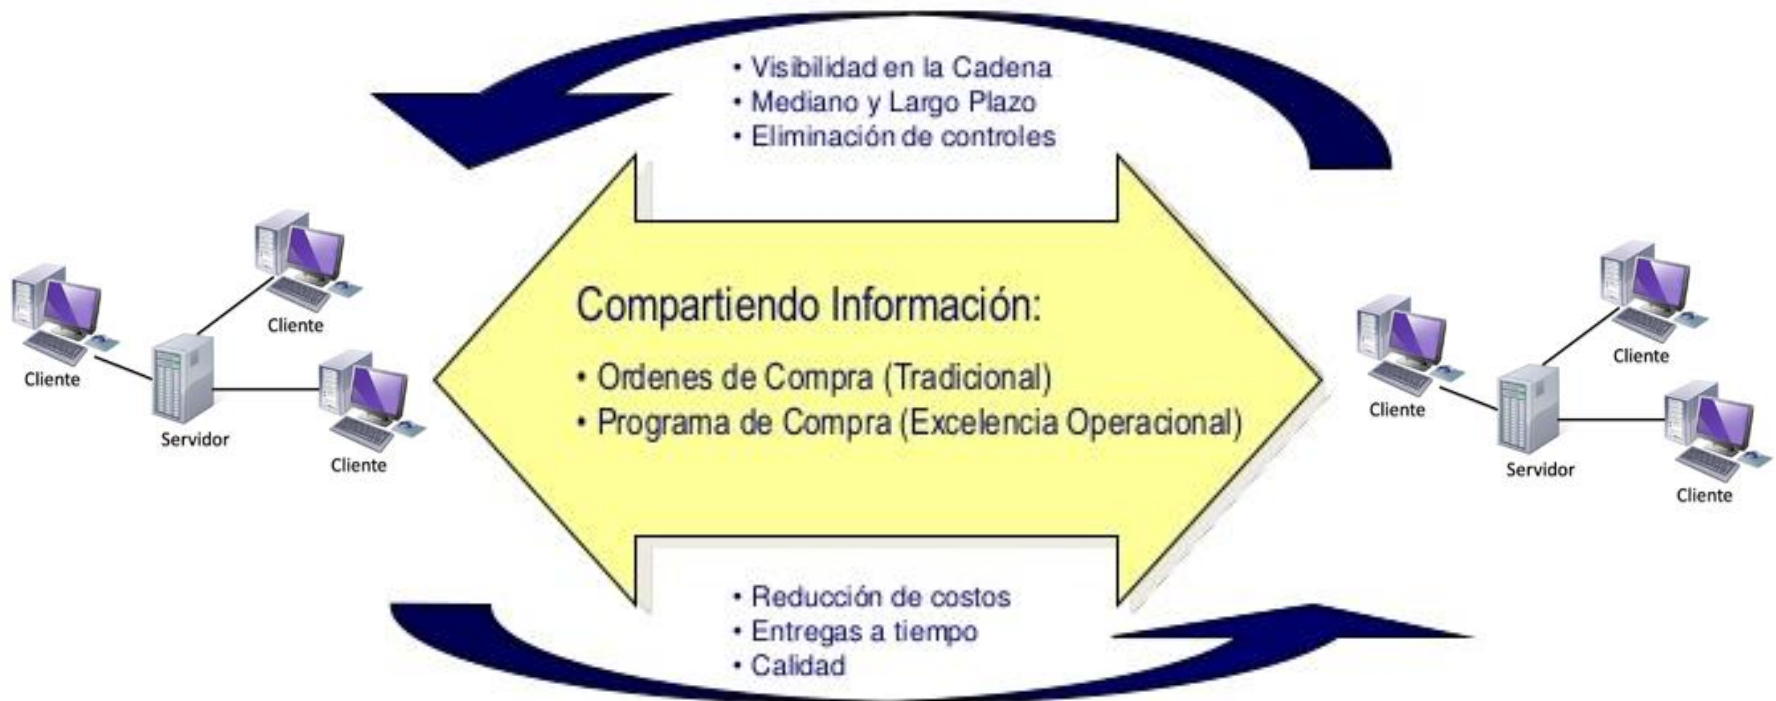 • Visibilidad en la Cadena
• Mediano y Largo Plazo
• Eliminación de controles
Cliente
Cliente
Servidor
Cliente
Compartiendo Información:
• Ordenes de Compra (Tradicional)
• Programa de Compra (Excelencia Operacional)
Cliente
Cliente
Servidor
Cliente
• Reducción de costos
• Entregas a tiempo
• Calidad